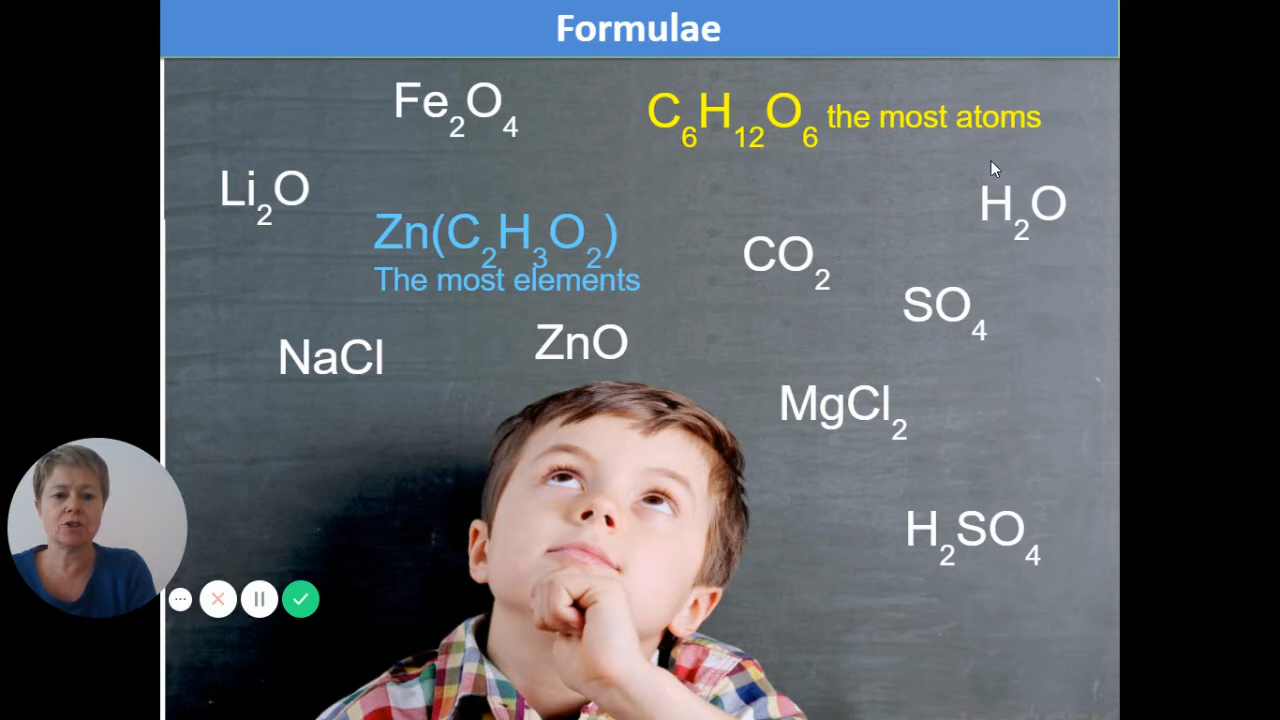 Formulae
Fe₂O₄
C₆H₁₂O₆ the most atoms
Li₂O
H₂O
Zn(C₂H₃O₂)
The most elements
CO₂
SO₄
NaCl
ZnO
MgCl₂
H₂SO₄